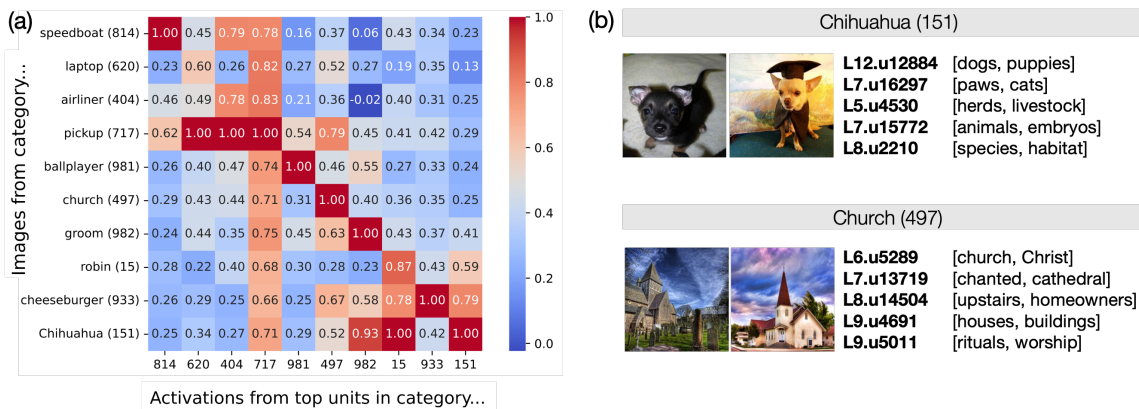 (a)
Images from category...
speedboat (814) 1.00 0.45 0.79 0.78 0.16 0.37 0.06 0.43 0.34 0.23
laptop (620) 0.23 0.60 0.26 0.82 0.27 0.52 0.27 0.19 0.35 0.13
airliner (404) 0.46 0.49 0.78 0.83 0.21 0.36 -0.02 0.40 0.31 0.25
pickup (717) 0.62 1.00 1.00 1.00 0.54 0.79 0.45 0.41 0.42 0.29
ballplayer (981) 0.26 0.40 0.47 0.74 1.00 0.46 0.55 0.27 0.33 0.24
church (497) 0.29 0.43 0.44 0.71 0.31 1.00 0.40 0.36 0.35 0.25
groom (982) 0.24 0.44 0.35 0.75 0.45 0.63 1.00 0.43 0.37 0.41
robin (15) 0.28 0.22 0.40 0.68 0.30 0.28 0.23 0.87 0.43 0.59
cheeseburger (933) 0.26 0.29 0.25 0.66 0.25 0.67 0.58 0.78 1.00 0.79
Chihuahua (151) 0.25 0.34 0.27 0.71 0.29 0.52 0.93 1.00 0.42 1.00
814 620 404 717 981 497 982 15 933 151
Activations from top units in category...
1.0
0.8
0.6
0.4
0.2
0.0
(b)
Chihuahua (151)
L12.u12884 [dogs, puppies]
L7.u16297 [paws, cats]
L5.u4530 [herds, livestock]
L7.u15772 [animals, embryos]
L8.u2210 [species, habitat]
Church (497)
L6.u5289 [church, Christ]
L7.u13719 [chanted, cathedral]
L8.u14504 [upstairs, homeowners]
L9.u4691 [houses, buildings]
L9.u5011 [rituals, worship]